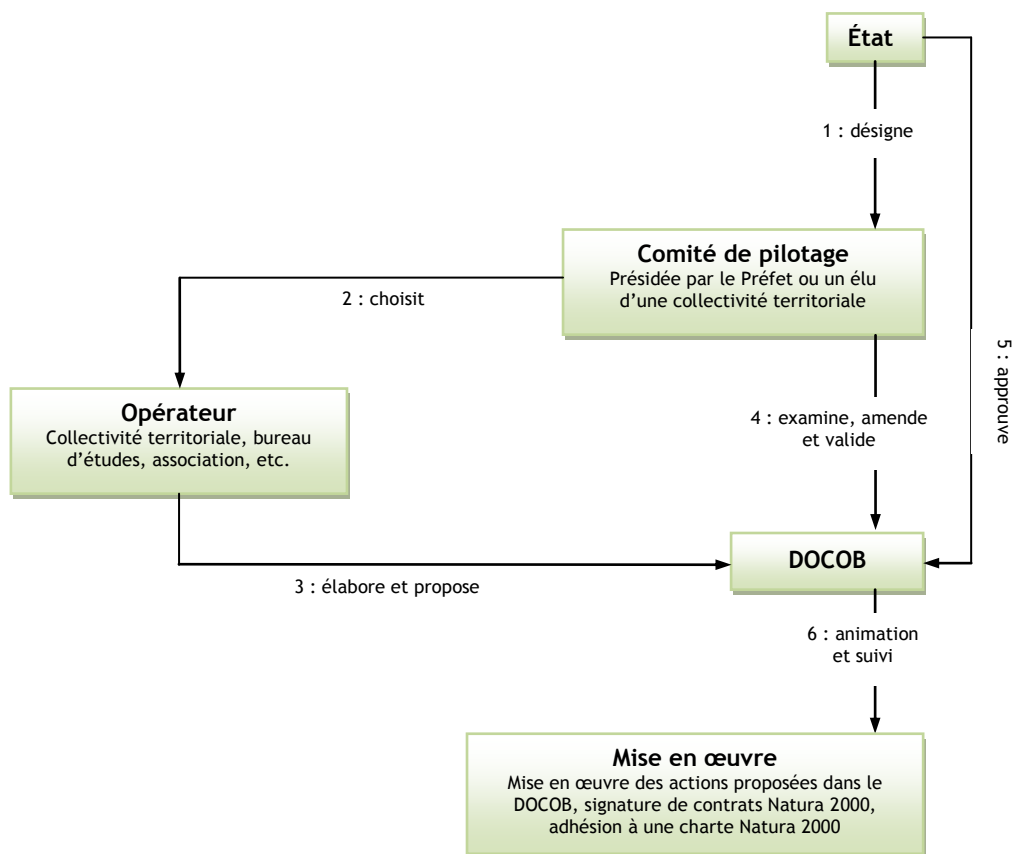 État
1 : désigne
Comité de pilotage
Présidée par le Préfet ou un élu
d’une collectivité territoriale
2 : choisit
5 : approuve
Opérateur
Collectivité territoriale, bureau
d’études, association, etc.
4 : examine, amende
et valide
DOCOB
3 : élabore et propose
6 : animation
et suivi
Mise en œuvre
Mise en œuvre des actions proposées dans le
DOCOB, signature de contrats Natura 2000,
adhésion à une charte Natura 2000